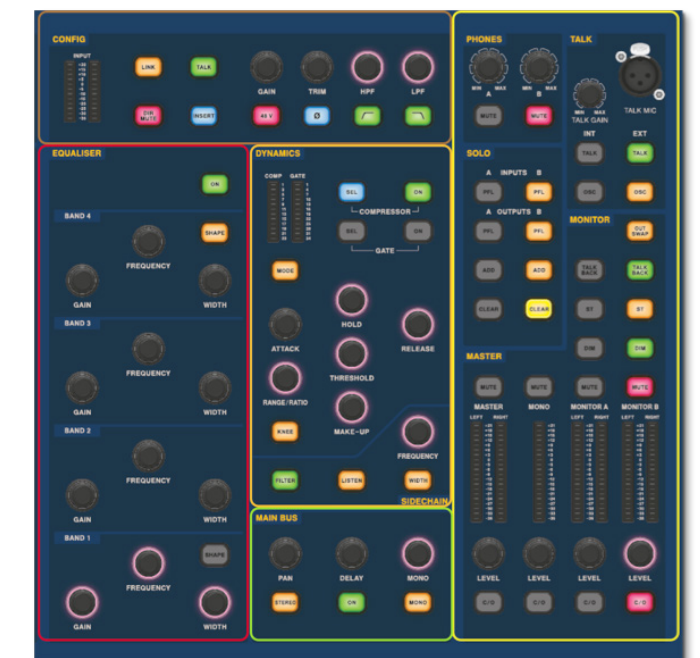 CONFIG
INPUT
LINK
TALK
GAIN
TRIM
HPF
LPF
DIR
MUTE
INSERT
48 V
Ø
EQUALISER
ON
BAND 4
SHAPE
FREQUENCY
GAIN
WIDTH
BAND 3
FREQUENCY
GAIN
WIDTH
BAND 2
FREQUENCY
GAIN
WIDTH
BAND 1
SHAPE
FREQUENCY
GAIN
WIDTH
DYNAMICS
COMP GATE
SEL ON
COMPRESSOR
SEL ON
GATE
MODE
HOLD
ATTACK
RELEASE
THRESHOLD
RANGE/RATIO
KNEE
MAKE-UP
FREQUENCY
FILTER
LISTEN
WIDTH
SIDECHAIN
MAIN BUS
PAN
DELAY
MONO
STEREO
ON
MONO
PHONES
MIN MAX
MIN MAX
A
B
MUTE
MUTE
TALK
MIN MAX
TALK GAIN
TALK MIC
INT
EXT
TALK
TALK
OSC
OSC
SOLO
A INPUTS B
PFL
PFL
A OUTPUTS B
PFL
PFL
ADD
ADD
CLEAR
CLEAR
MONITOR
OUT
SWAP
TALK
BACK
TALK
BACK
ST
ST
DIM
DIM
MASTER
MUTE
MUTE
MUTE
MUTE
MASTER
MONO
MONITOR A
MONITOR B
LEFT RIGHT
LEFT RIGHT
LEFT RIGHT
LEVEL
LEVEL
LEVEL
LEVEL
C/O
C/O
C/O
C/O